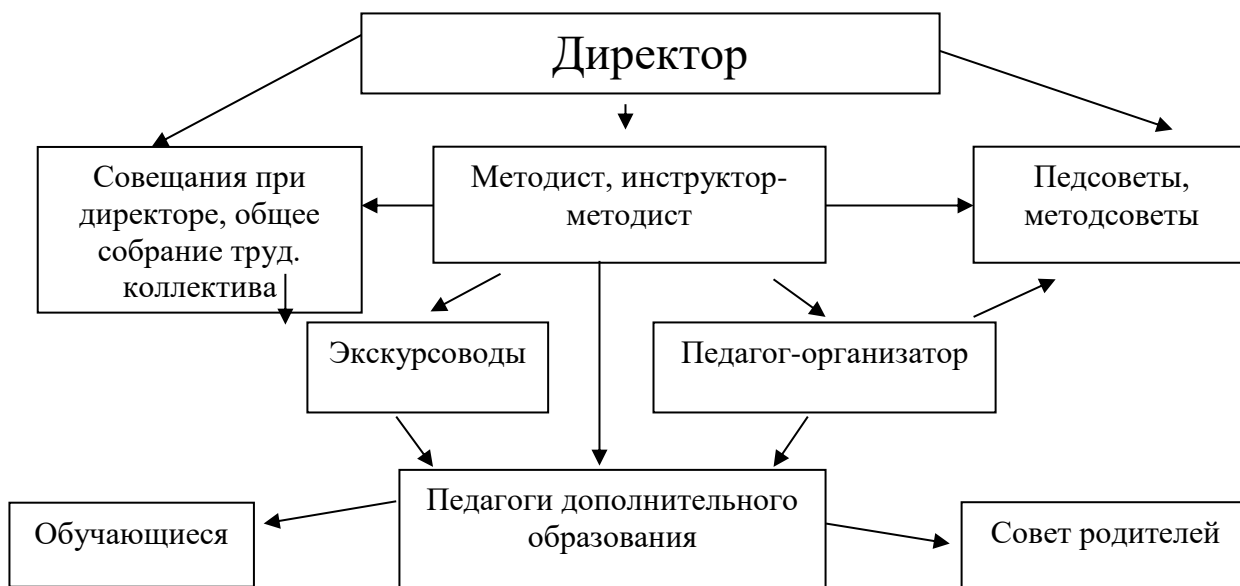 Директор
Совещания при
директоре, общее
собрание труд.
коллектива
Методист, инструктор-
методист
Педсоветы,
методсоветы
Экскурсоводы
Педагог-организатор
Педагоги дополнительного
образования
Обучающиеся
Совет родителей